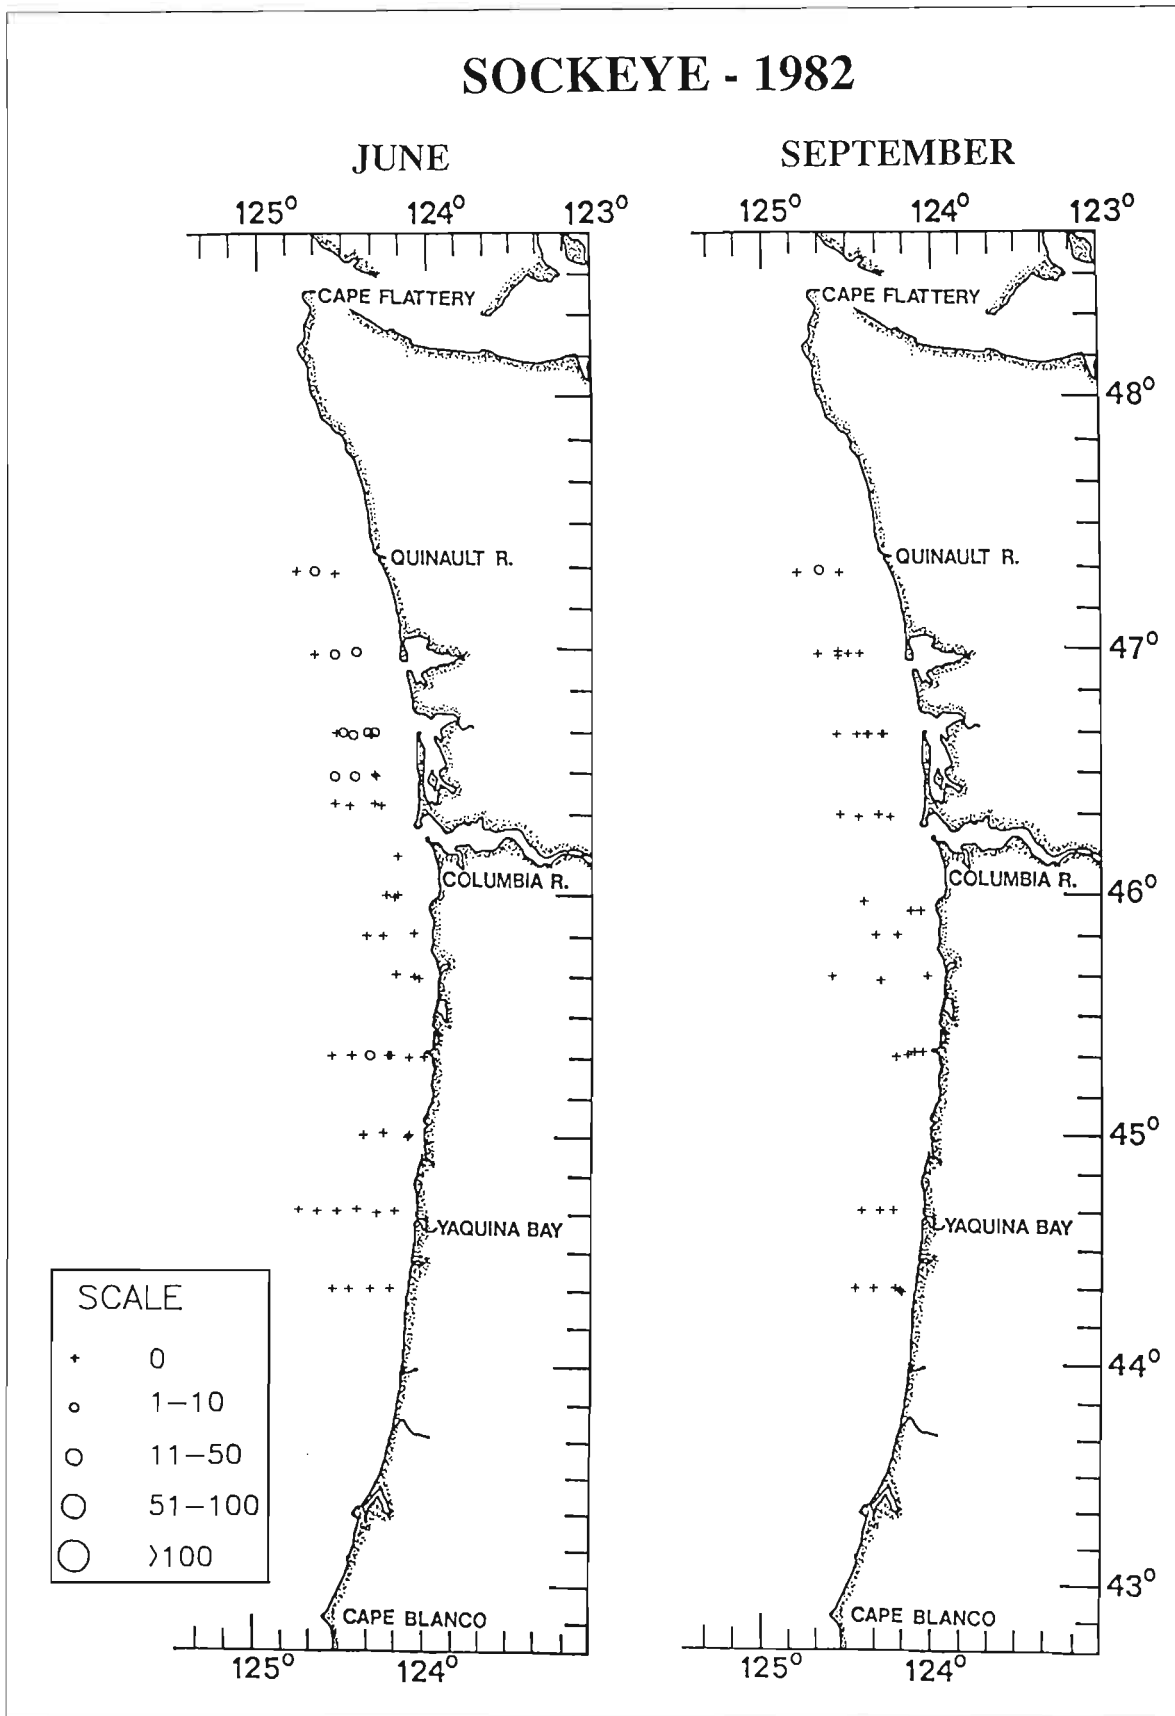 SOCKEYE - 1982
JUNE
SEPTEMBER
125° 124° 123°
125° 124° 123°
CAPE FLATTERY
CAPE FLATTERY
48°
QUINAULT R.
QUINAULT R.
47°
COLUMBIA R.
COLUMBIA R.
46°
45°
YAQUINA BAY
YAQUINA BAY
SCALE
+ 0
1-10
11-50
51-100
>100
44°
43°
CAPE BLANCO
CAPE BLANCO
125° 124°
125° 124°